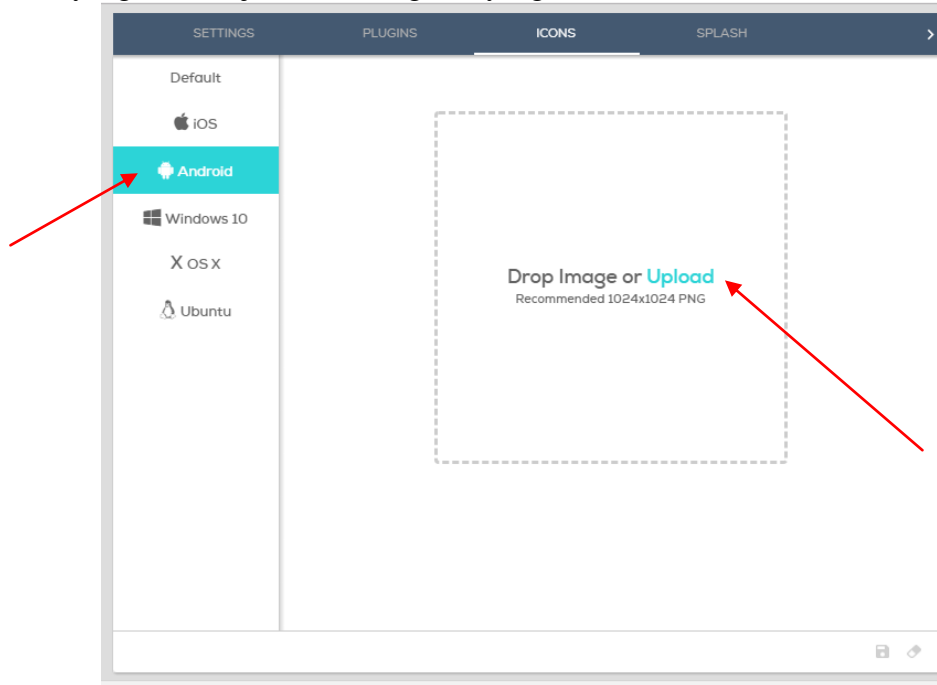 SETTINGS PLUGINS ICONS SPLASH
Default
iOS
Android
Windows 10
X OS X
Ubuntu
Drop Image or Upload
Recommended 1024x1024 PNG